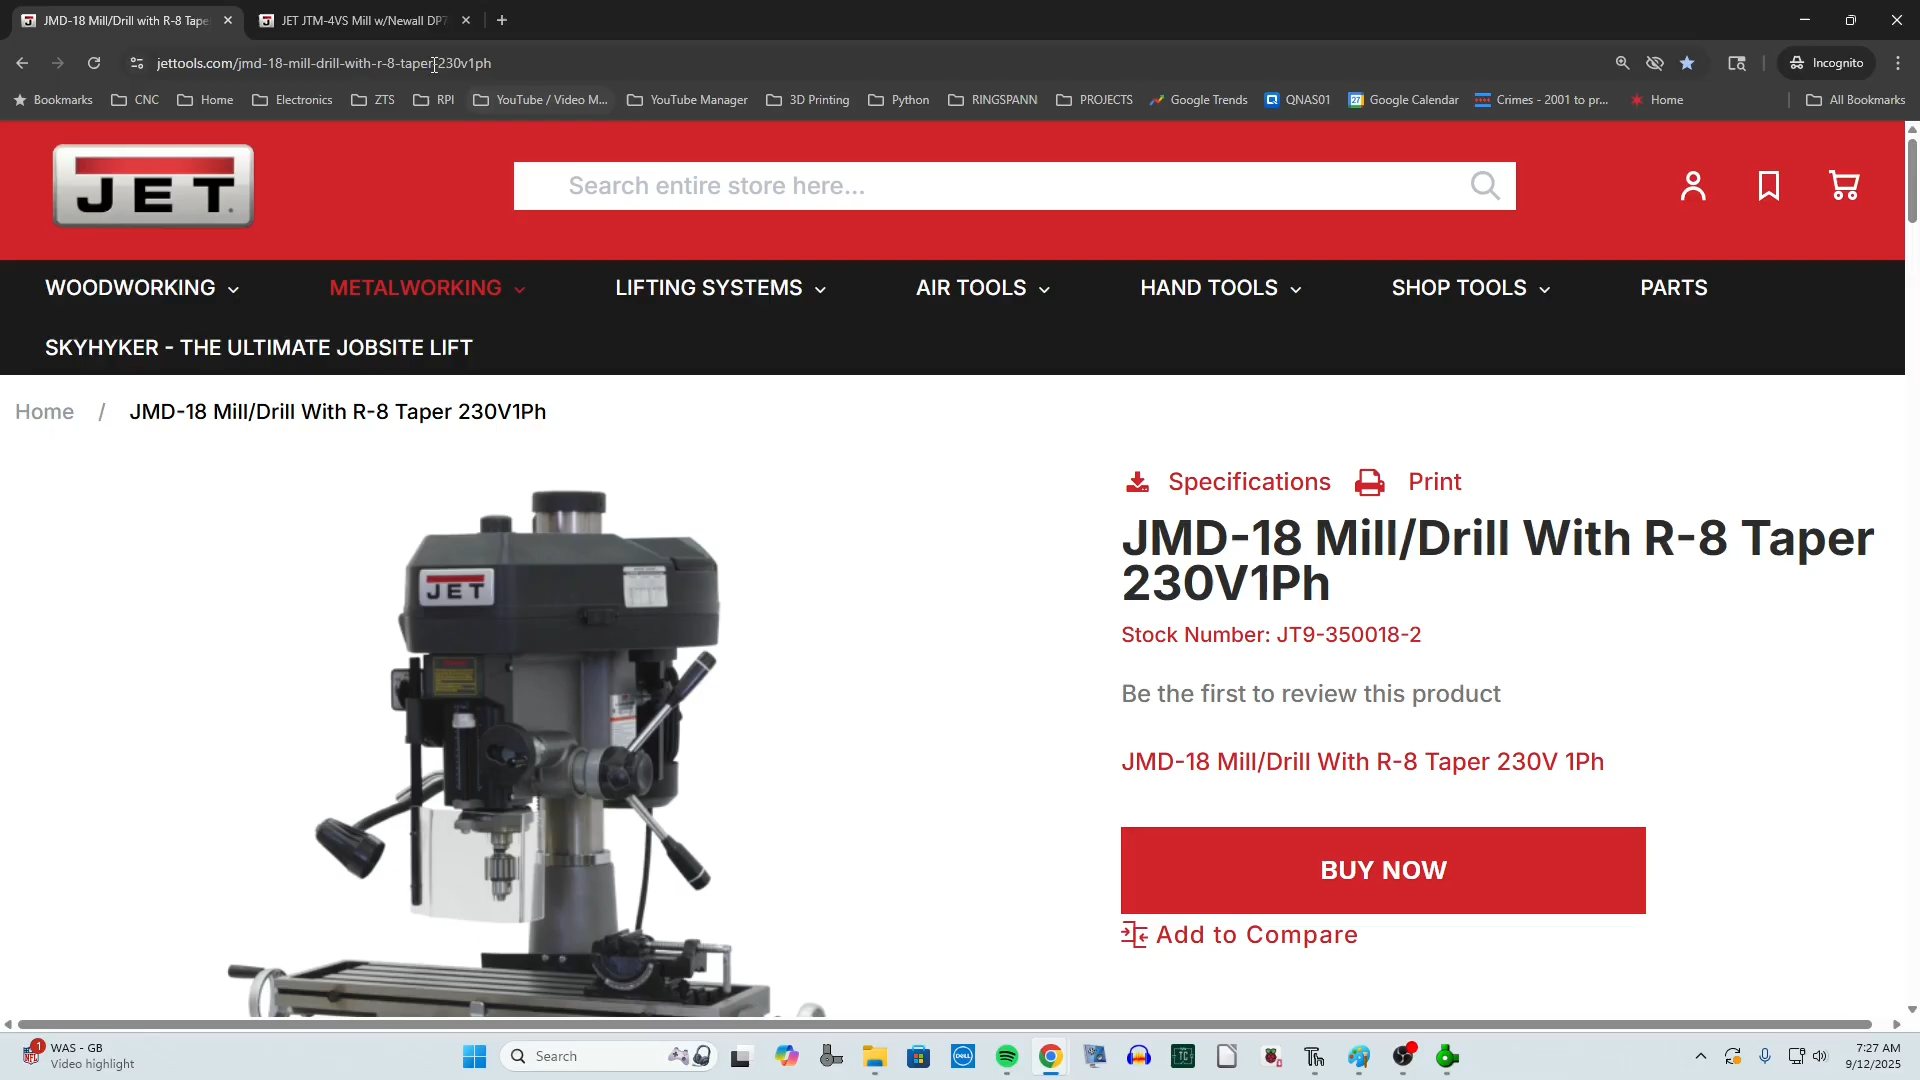 JMD-18 Mill/Drill with R-8 Tape
JET JTM-4VS Mill w/Newall DP7
jettools.com/jmd-18-mill-drill-with-r-8-taper-230v1ph
Incognito
Bookmarks
CNC
Home
Electronics
ZTS
RPI
YouTube / Video M...
YouTube Manager
3D Printing
Python
RINGSPANN
PROJECTS
Google Trends
QNAS01
Google Calendar
Crimes - 2001 to pr...
Home
All Bookmarks
JET
Search entire store here...
WOODWORKING
METALWORKING
LIFTING SYSTEMS
AIR TOOLS
HAND TOOLS
SHOP TOOLS
PARTS
SKYHYKER - THE ULTIMATE JOBSITE LIFT
Home / JMD-18 Mill/Drill With R-8 Taper 230V1Ph
JET
Specifications
Print
JMD-18 Mill/Drill With R-8 Taper
230V1Ph
Stock Number: JT9-350018-2
Be the first to review this product
JMD-18 Mill/Drill With R-8 Taper 230V 1Ph
BUY NOW
Add to Compare
1
WAS - GB
Video highlight
Search
7:27 AM
9/12/2025